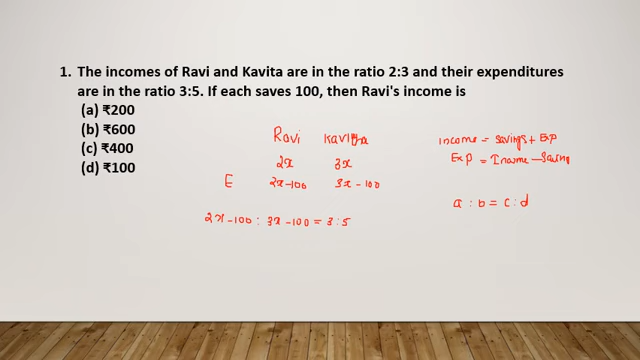 1. The incomes of Ravi and Kavita are in the ratio 2:3 and their expenditures
are in the ratio 3:5. If each saves 100, then Ravi's income is
(a) ₹200
(b) ₹600
(c) ₹400
(d) ₹100
Ravi Kavitha
2x 3x
E 2x-100 3x-100
2x-100 : 3x-100 = 3:5
Income = Savings + Exp
Exp = Income - Saving
a : b = c : d